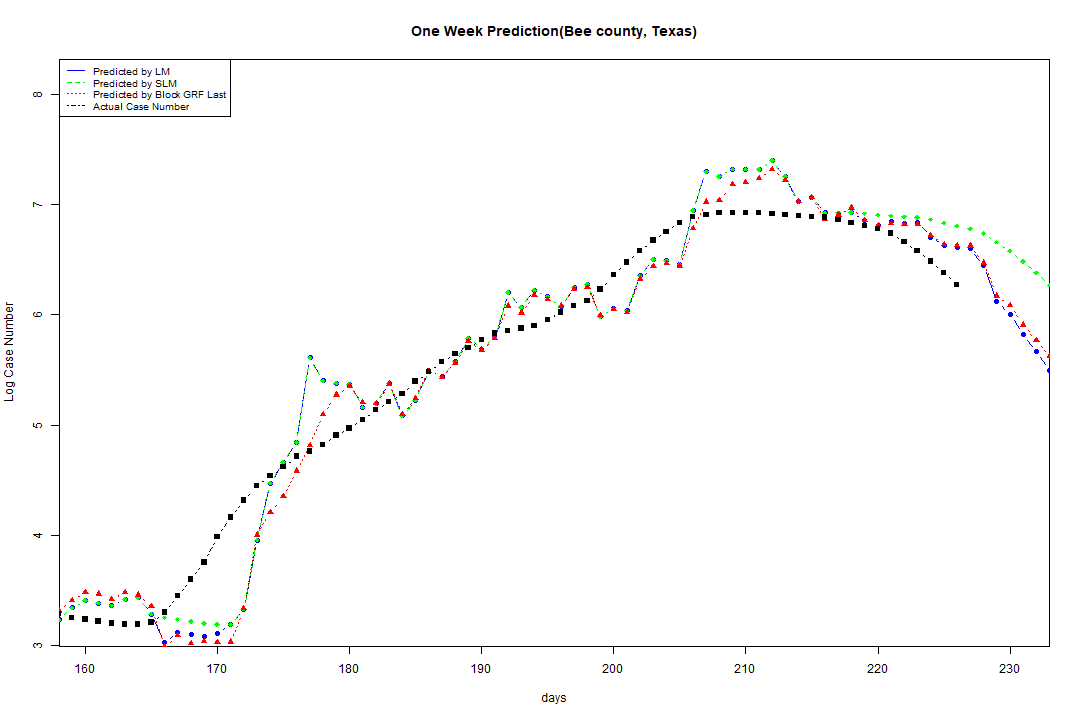 One Week Prediction(Bee county, Texas)
Predicted by LM
Predicted by SLM
Predicted by Block GRF Last
Actual Case Number
8
7
6
5
4
3
Log Case Number
160 170 180 190 200 210 220 230
days